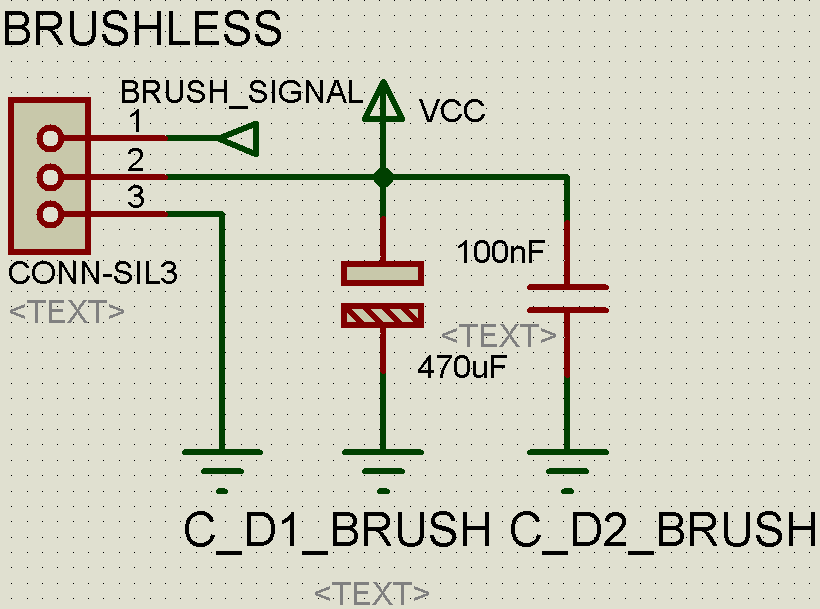 BRUSHLESS
BRUSH_SIGNAL
VCC
1
2
3
CONN-SIL3
<TEXT>
100nF
<TEXT>
470uF
C_D1_BRUSH
C_D2_BRUSH
<TEXT>